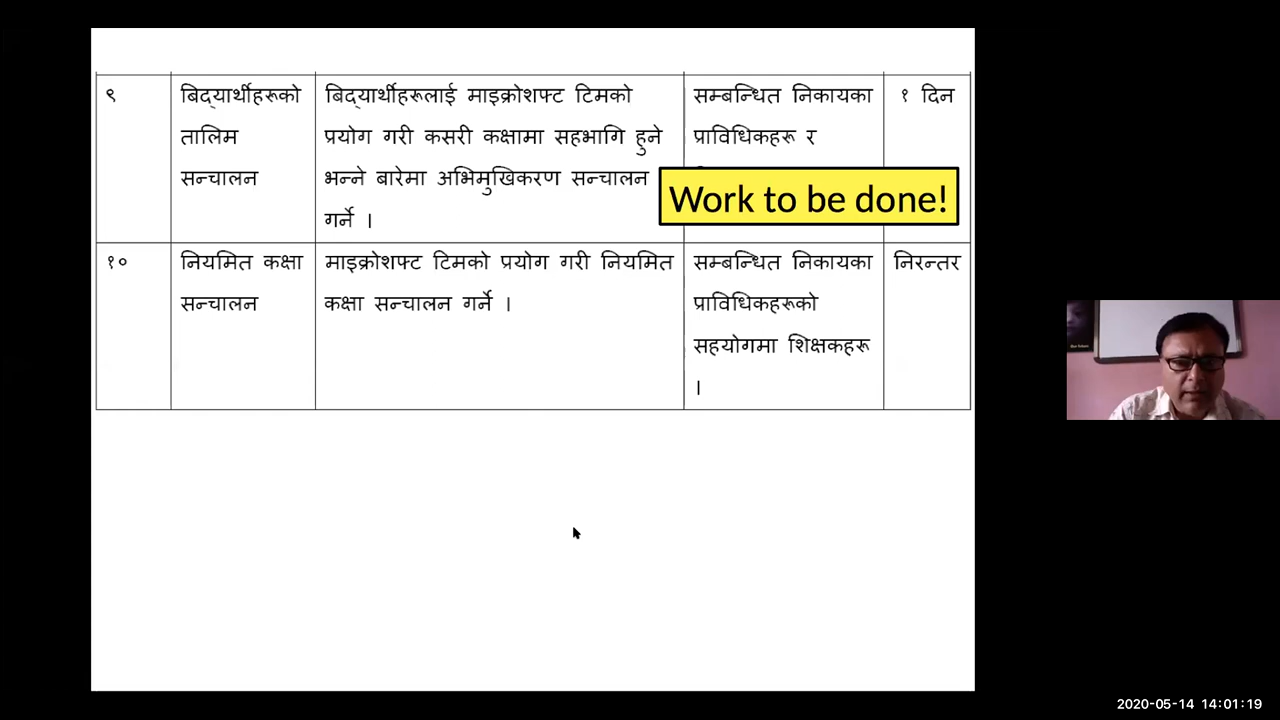 ९
बिद्यार्थीहरूको
तालिम
सन्चालन
बिद्यार्थीहरूलाई माइक्रोशफ्ट टिमको
प्रयोग गरी कसरी कक्षामा सहभागि हुने
भन्ने बारेमा अभिमुखिकरण सन्चालन
गर्ने ।
सम्बन्धित निकायका
प्राविधिकहरू र
१ दिन
Work to be done!
१०
नियमित कक्षा
सन्चालन
माइक्रोशफ्ट टिमको प्रयोग गरी नियमित
कक्षा सन्चालन गर्ने ।
सम्बन्धित निकायका
प्राविधिकहरूको
सहयोगमा शिक्षकहरू
।
निरन्तर
2020-05-14 14:01:19